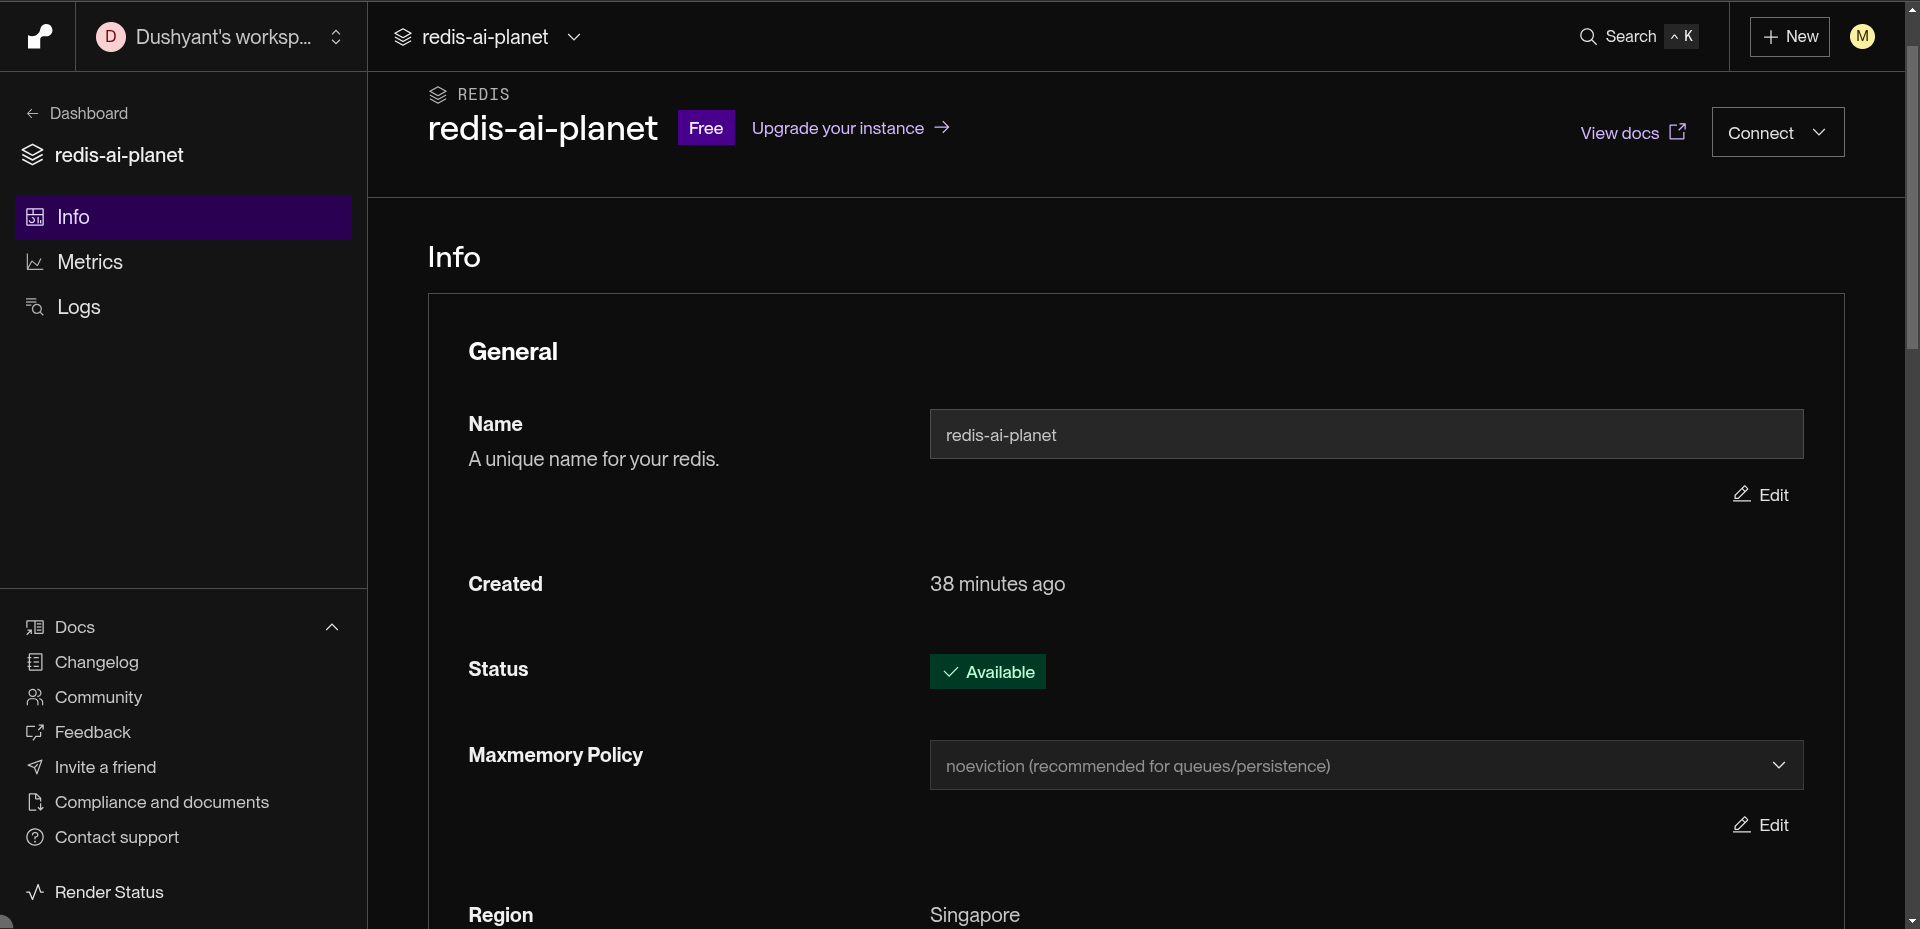 D Dushyant's worksp...
redis-ai-planet
Search ^ K
+ New
M
← Dashboard
redis-ai-planet
Info
Metrics
Logs
Docs
Changelog
Community
Feedback
Invite a friend
Compliance and documents
Contact support
Render Status
REDIS
redis-ai-planet Free Upgrade your instance →
View docs
Connect
Info
General
Name
A unique name for your redis.
redis-ai-planet
Edit
Created
38 minutes ago
Status
Available
Maxmemory Policy
noeviction (recommended for queues/persistence)
Edit
Region
Singapore